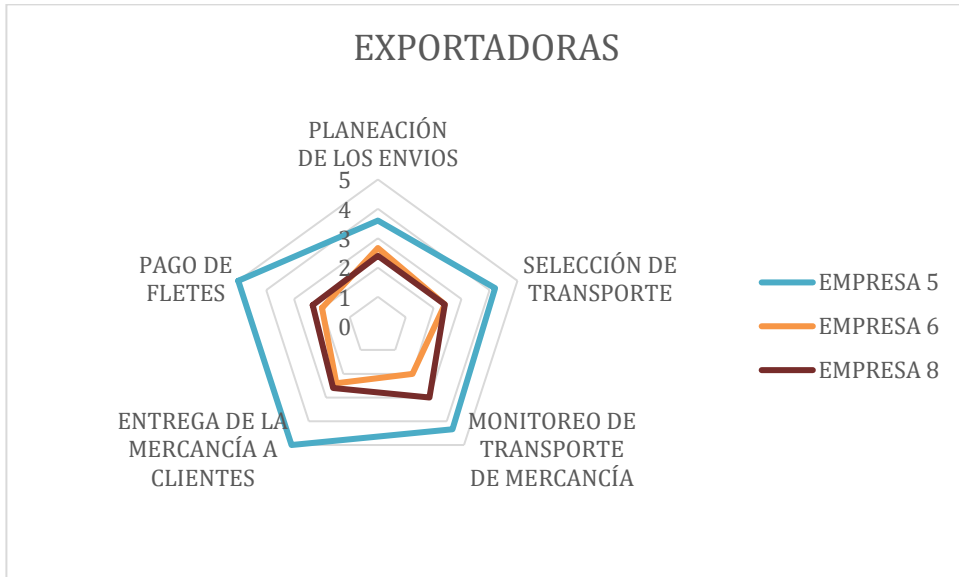 EXPORTADORAS
PLANEACIÓN
DE LOS ENVIOS
5
4
3
2
1
0
SELECCIÓN DE
TRANSPORTE
MONITOREO DE
TRANSPORTE
DE MERCANCÍA
ENTREGA DE LA
MERCANCÍA A
CLIENTES
PAGO DE
FLETES
EMPRESA 5
EMPRESA 6
EMPRESA 8